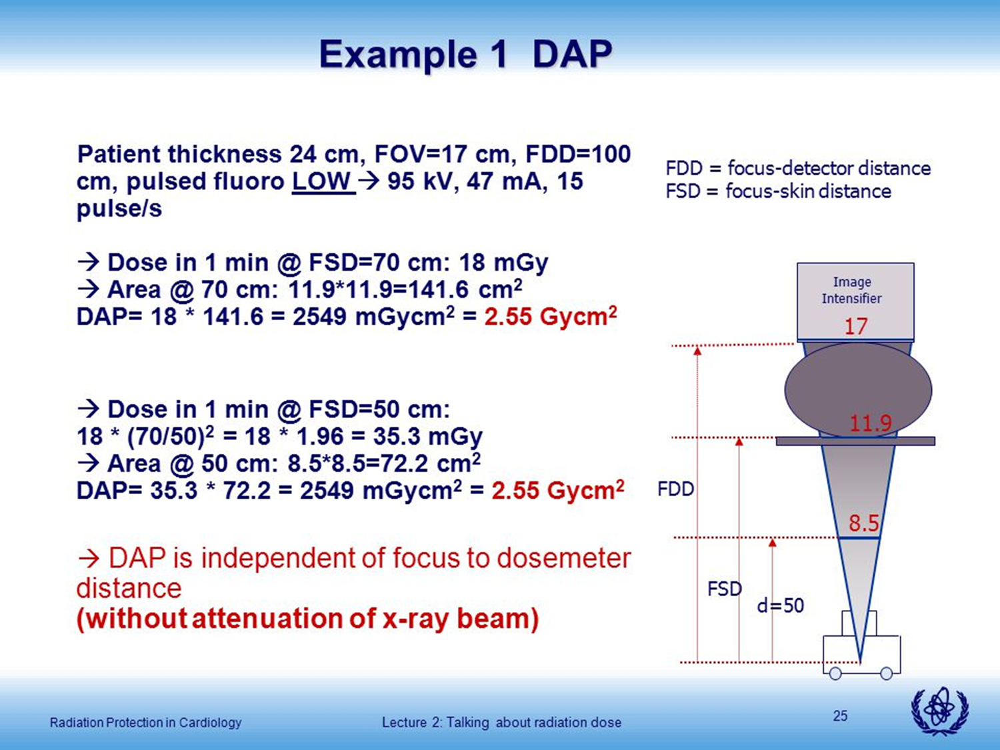 Example 1 DAP
Patient thickness 24 cm, FOV=17 cm, FDD=100
cm, pulsed fluoro LOW → 95 kV, 47 mA, 15
pulse/s
→ Dose in 1 min @ FSD=70 cm: 18 mGy
→ Area @ 70 cm: 11.9*11.9=141.6 cm²
DAP= 18 * 141.6 = 2549 mGycm² = 2.55 Gycm²
→ Dose in 1 min @ FSD=50 cm:
18 * (70/50)² = 18 * 1.96 = 35.3 mGy
→ Area @ 50 cm: 8.5*8.5=72.2 cm²
DAP= 35.3 * 72.2 = 2549 mGycm² = 2.55 Gycm²
→ DAP is independent of focus to dosemeter
distance
(without attenuation of x-ray beam)
FDD = focus-detector distance
FSD = focus-skin distance
Image
Intensifier
17
11.9
FDD
8.5
FSD
d=50
Radiation Protection in Cardiology
Lecture 2: Talking about radiation dose
25